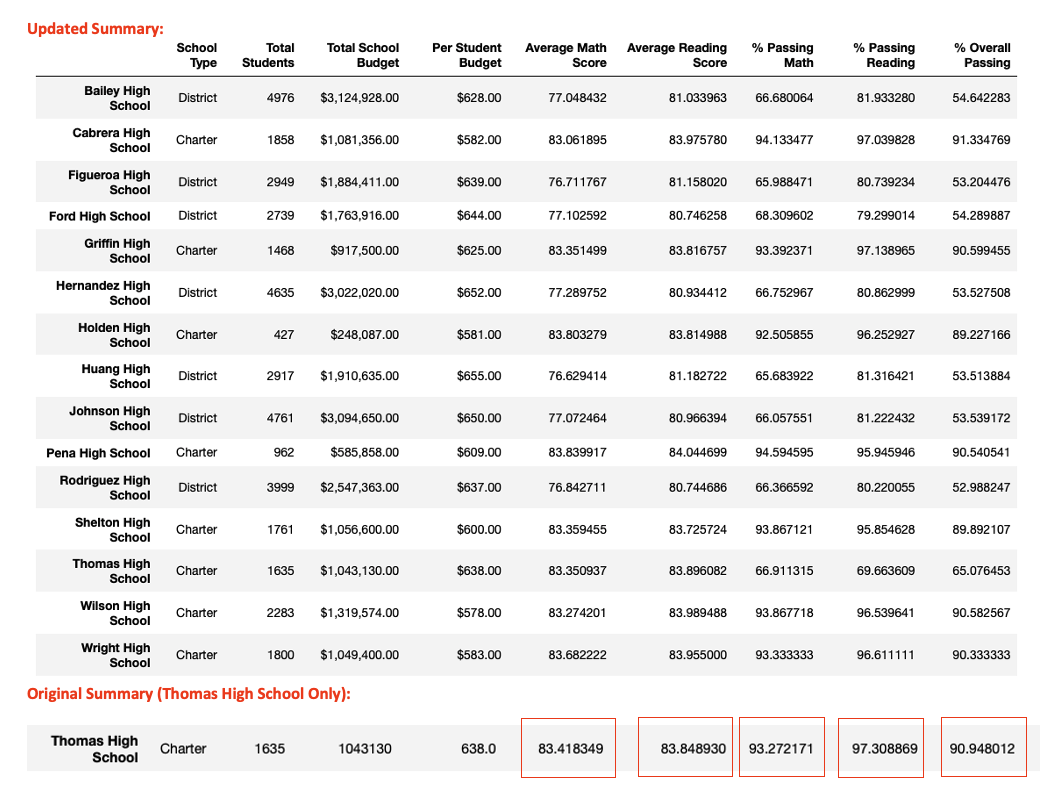 Updated Summary:
School Type Total Students Total School Budget Per Student Budget Average Math Score Average Reading Score % Passing Math % Passing Reading % Overall Passing
Bailey High School District 4976 $3,124,928.00 $628.00 77.048432 81.033963 66.680064 81.933280 54.642283
Cabrera High School Charter 1858 $1,081,356.00 $582.00 83.061895 83.975780 94.133477 97.039828 91.334769
Figueroa High School District 2949 $1,884,411.00 $639.00 76.711767 81.158020 65.988471 80.739234 53.204476
Ford High School District 2739 $1,763,916.00 $644.00 77.102592 80.746258 68.309602 79.299014 54.289887
Griffin High School Charter 1468 $917,500.00 $625.00 83.351499 83.816757 93.392371 97.138965 90.599455
Hernandez High School District 4635 $3,022,020.00 $652.00 77.289752 80.934412 66.752967 80.862999 53.527508
Holden High School Charter 427 $248,087.00 $581.00 83.803279 83.814988 92.505855 96.252927 89.227166
Huang High School District 2917 $1,910,635.00 $655.00 76.629414 81.182722 65.683922 81.316421 53.513884
Johnson High School District 4761 $3,094,650.00 $650.00 77.072464 80.966394 66.057551 81.222432 53.539172
Pena High School Charter 962 $585,858.00 $609.00 83.839917 84.044699 94.594595 95.945946 90.540541
Rodriguez High School District 3999 $2,547,363.00 $637.00 76.842711 80.744686 66.366592 80.220055 52.988247
Shelton High School Charter 1761 $1,056,600.00 $600.00 83.359455 83.725724 93.867121 95.854628 89.892107
Thomas High School Charter 1635 $1,043,130.00 $638.00 83.350937 83.896082 66.911315 69.663609 65.076453
Wilson High School Charter 2283 $1,319,574.00 $578.00 83.274201 83.989488 93.867718 96.539641 90.582567
Wright High School Charter 1800 $1,049,400.00 $583.00 83.682222 83.955000 93.333333 96.611111 90.333333
Original Summary (Thomas High School Only):
Thomas High School Charter 1635 1043130 638.0 83.418349 83.848930 93.272171 97.308869 90.948012